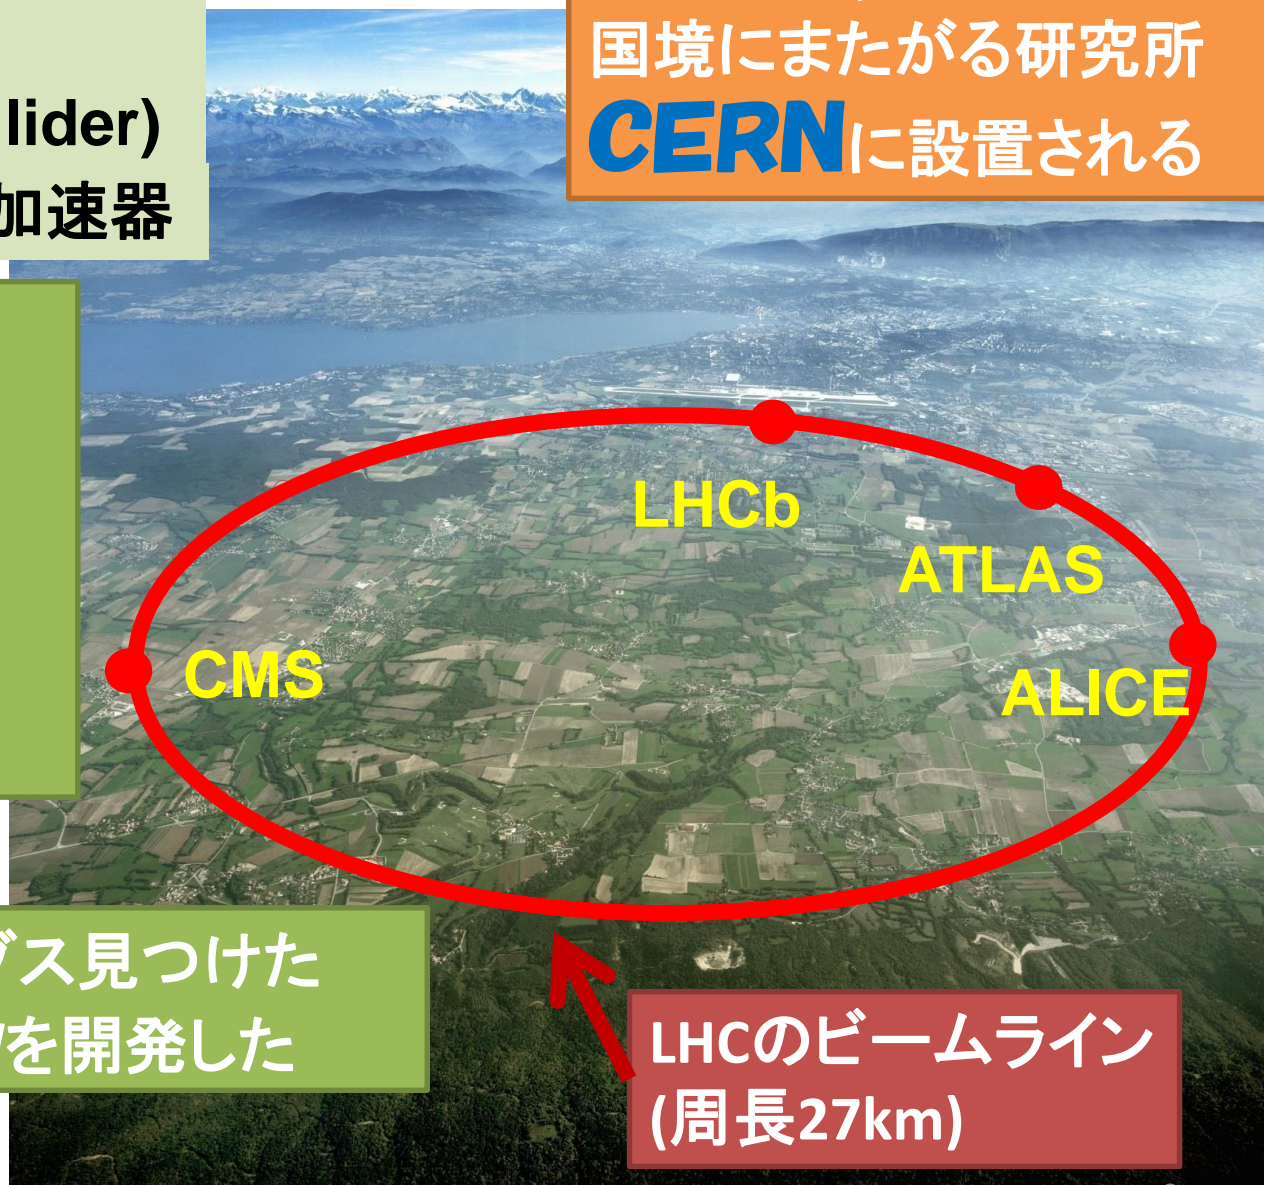 lider)
加速器
国境にまたがる研究所
CERNに設置される
LHCb
ATLAS
CMS
ALICE
ブス見つけた
を開発した
LHCのビームライン
(周長27km)